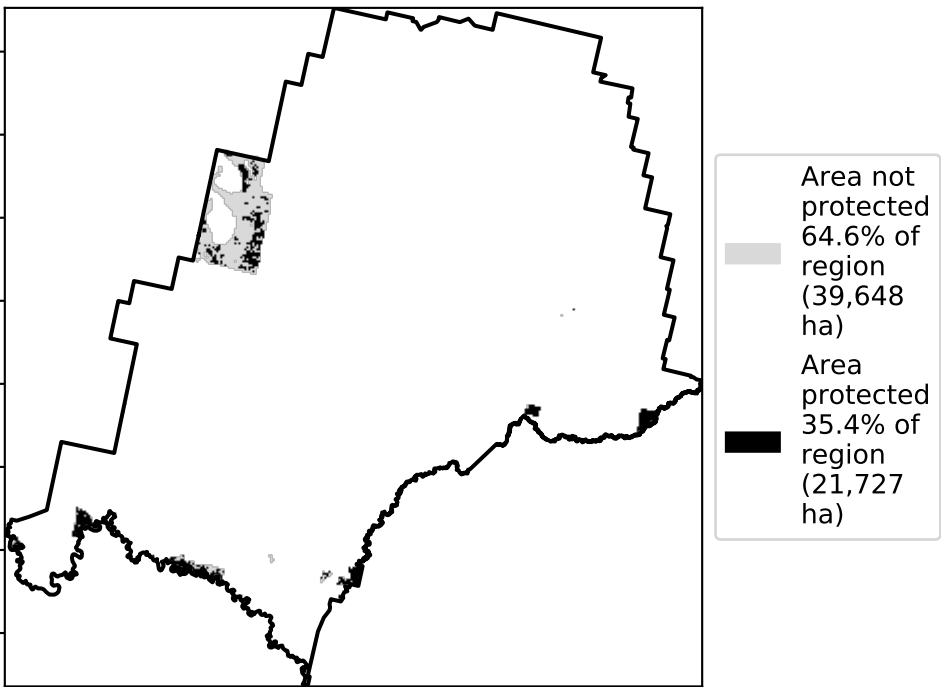 Area not
protected
64.6% of
region
(39,648
ha)
Area
protected
35.4% of
region
(21,727
ha)